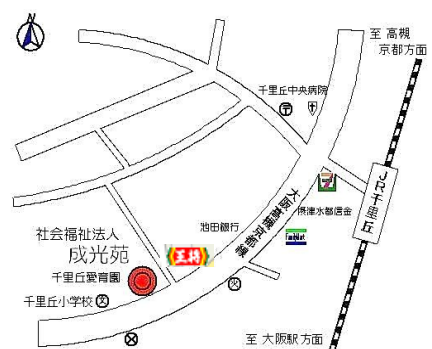 至 高槻
京都方面
千里丘中央病院
JR千里丘
大阪高槻京都線
摂津水都信金
池田銀行
社会福祉法人
成光苑
王将
千里丘愛育園
千里丘小学校
文
火
至 大阪駅方面